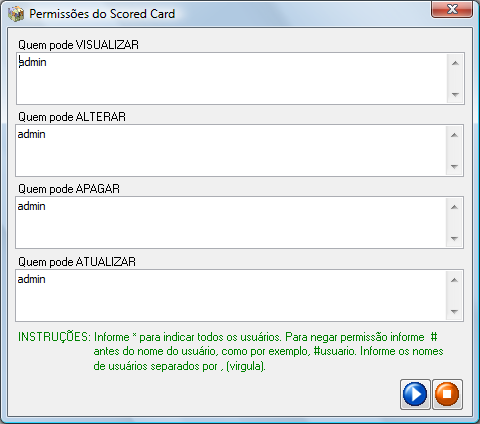 Permissões do Scored Card
Quem pode VISUALIZAR
admin
Quem pode ALTERAR
admin
Quem pode APAGAR
admin
Quem pode ATUALIZAR
admin
INSTRUÇÕES: Informe * para indicar todos os usuários. Para negar permissão informe #
antes do nome do usuário, como por exemplo, #usuario. Informe os nomes
de usuários separados por , (virgula).